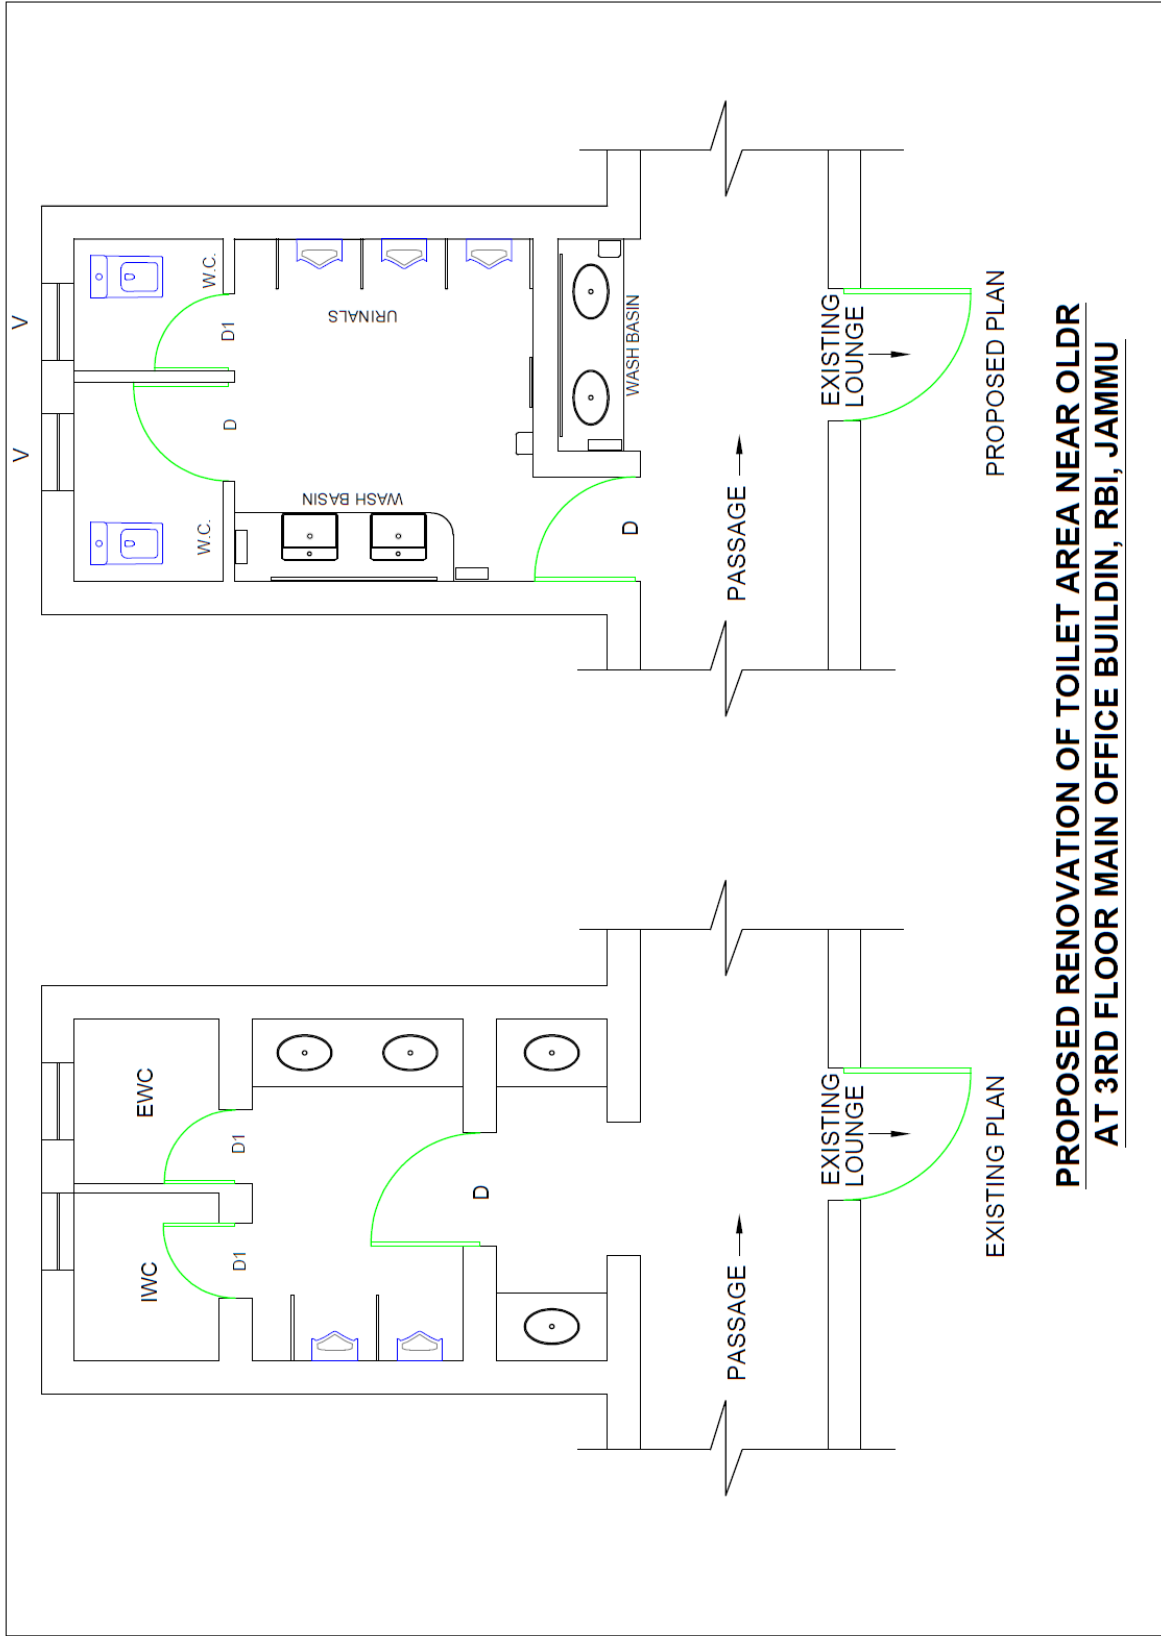 EWC
IWC
D1
D1
D
PASSAGE
EXISTING
LOUNGE
EXISTING PLAN
V
V
W.C.
W.C.
D1
D
URINALS
WASH BASIN
WASH BASIN
D
PASSAGE
EXISTING
LOUNGE
PROPOSED PLAN
PROPOSED RENOVATION OF TOILET AREA NEAR OLDR
AT 3RD FLOOR MAIN OFFICE BUILDIN, RBI, JAMMU